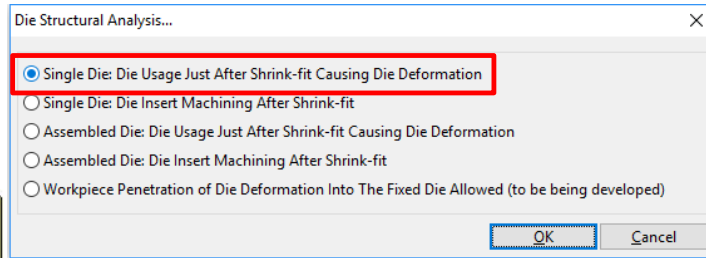 Die Structural Analysis...
Single Die: Die Usage Just After Shrink-fit Causing Die Deformation
Single Die: Die Insert Machining After Shrink-fit
Assembled Die: Die Usage Just After Shrink-fit Causing Die Deformation
Assembled Die: Die Insert Machining After Shrink-fit
Workpiece Penetration of Die Deformation Into The Fixed Die Allowed (to be being developed)
OK Cancel